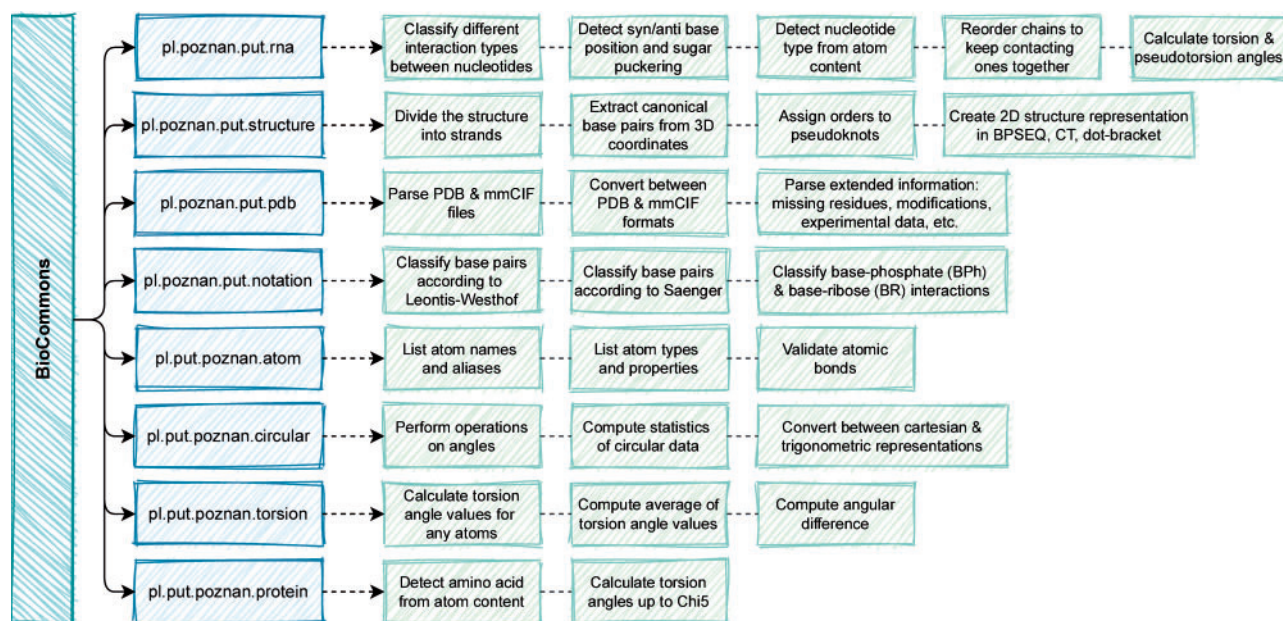 BioCommons
pl.poznan.put.rna
Classify different
interaction types
between nucleotides
Detect syn/anti base
position and sugar
puckering
Detect nucleotide
type from atom
content
Reorder chains to
keep contacting
ones together
Calculate torsion &
pseudotorsion angles
pl.poznan.put.structure
Divide the structure
into strands
Extract canonical
base pairs from 3D
coordinates
Assign orders to
pseudoknots
Create 2D structure representation
in BPSEQ, CT, dot-bracket
pl.poznan.put.pdb
Parse PDB & mmCIF
files
Convert between
PDB & mmCIF
formats
Parse extended information:
missing residues, modifications,
experimental data, etc.
pl.poznan.put.notation
Classify base pairs
according to
Leontis-Westhof
Classify base pairs
according to Saenger
Classify base-phosphate (BPh)
& base-ribose (BR) interactions
pl.put.poznan.atom
List atom names
and aliases
List atom types
and properties
Validate atomic
bonds
pl.put.poznan.circular
Perform operations
on angles
Compute statistics
of circular data
Convert between cartesian &
trigonometric representations
pl.put.poznan.torsion
Calculate torsion
angle values for
any atoms
Compute average of
torsion angle values
Compute angular
difference
pl.put.poznan.protein
Detect amino acid
from atom content
Calculate torsion
angles up to Chi5